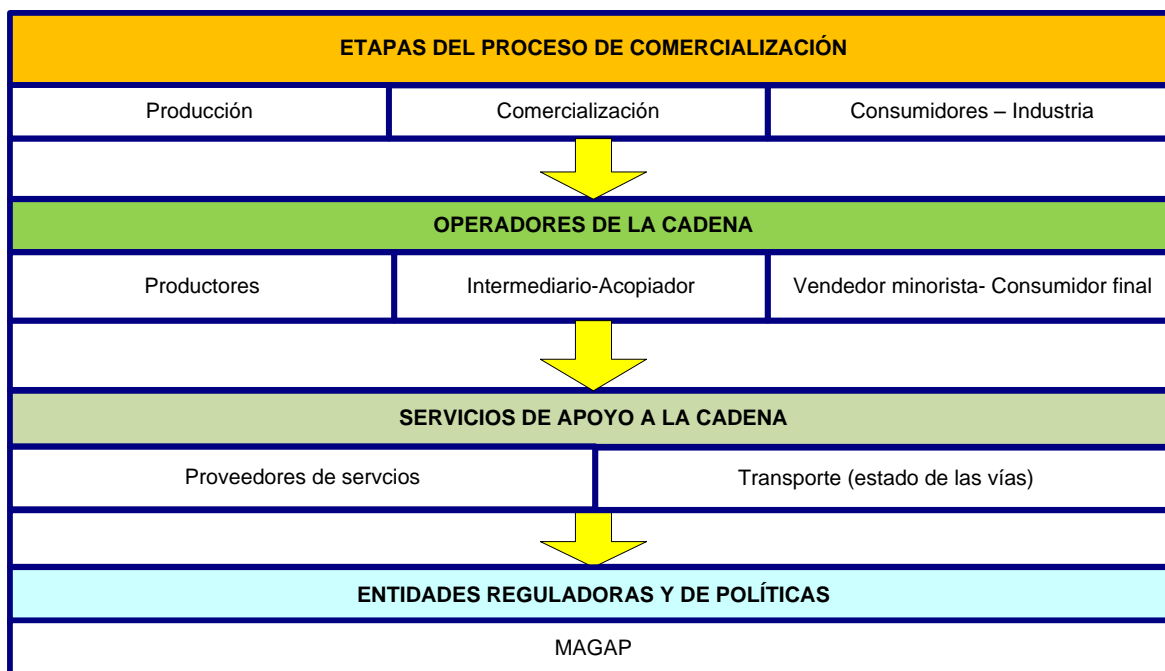 ETAPAS DEL PROCESO DE COMERCIALIZACIÓN
Producción
Comercialización
Consumidores – Industria
OPERADORES DE LA CADENA
Productores
Intermediario-Acopiador
Vendedor minorista- Consumidor final
SERVICIOS DE APOYO A LA CADENA
Proveedores de servcios
Transporte (estado de las vías)
ENTIDADES REGULADORAS Y DE POLÍTICAS
MAGAP